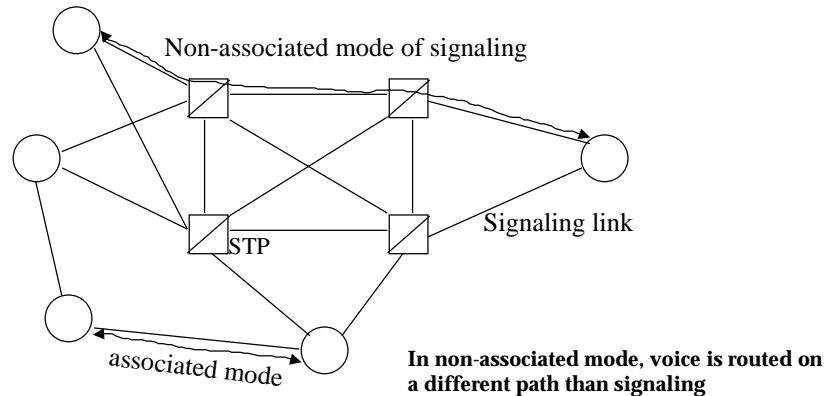 Non-associated mode of signaling
Signaling link
STP
associated mode
In non-associated mode, voice is routed on
a different path than signaling